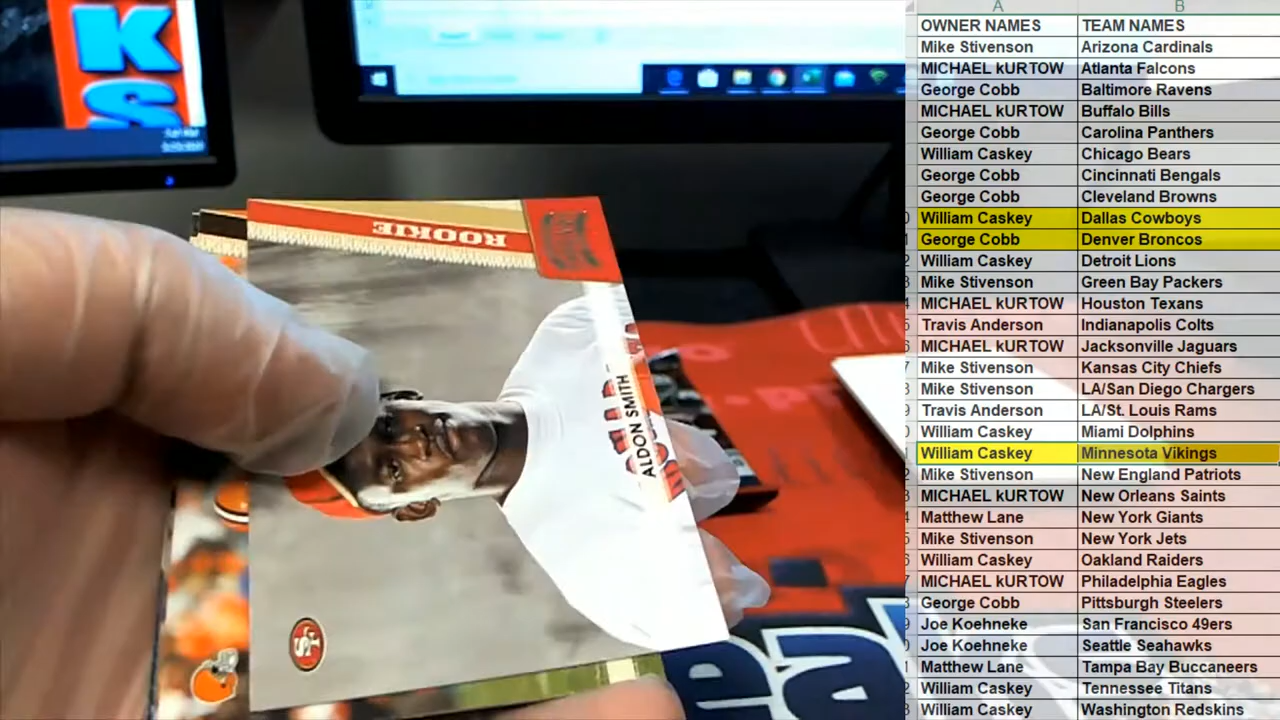 K
S
ROOKIE
ALDON SMITH
SF
ea
A B
OWNER NAMES TEAM NAMES
Mike Stivenson Arizona Cardinals
MICHAEL kURTOW Atlanta Falcons
George Cobb Baltimore Ravens
MICHAEL kURTOW Buffalo Bills
George Cobb Carolina Panthers
William Caskey Chicago Bears
George Cobb Cincinnati Bengals
George Cobb Cleveland Browns
William Caskey Dallas Cowboys
George Cobb Denver Broncos
William Caskey Detroit Lions
Mike Stivenson Green Bay Packers
MICHAEL kURTOW Houston Texans
Travis Anderson Indianapolis Colts
MICHAEL kURTOW Jacksonville Jaguars
Mike Stivenson Kansas City Chiefs
Mike Stivenson LA/San Diego Chargers
Travis Anderson LA/St. Louis Rams
William Caskey Miami Dolphins
William Caskey Minnesota Vikings
Mike Stivenson New England Patriots
MICHAEL kURTOW New Orleans Saints
Matthew Lane New York Giants
Mike Stivenson New York Jets
William Caskey Oakland Raiders
MICHAEL kURTOW Philadelphia Eagles
George Cobb Pittsburgh Steelers
Joe Koehneke San Francisco 49ers
Joe Koehneke Seattle Seahawks
Matthew Lane Tampa Bay Buccaneers
William Caskey Tennessee Titans
William Caskey Washington Redskins